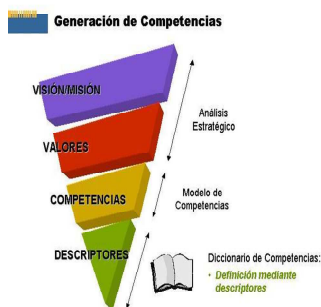 Generación de Competencias
VISIÓN/MISIÓN
Análisis
Estratégico
VALORES
COMPETENCIAS
Modelo de
Competencias
DESCRIPTORES
Diccionario de Competencias:
• Definición mediante
descriptores